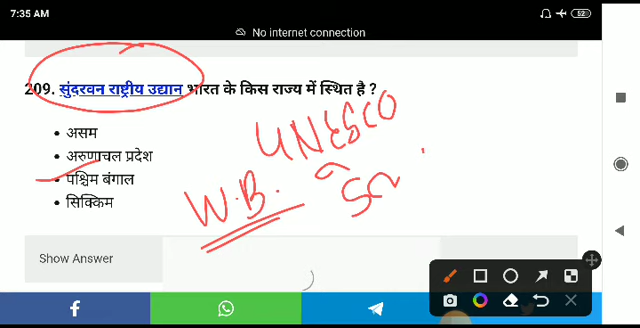 7:35 AM
52
No internet connection
209. सुंदरवन राष्ट्रीय उद्यान भारत के किस राज्य में स्थित है ?
• असम
UNESCO
• अरुणाचल प्रदेश
• पश्चिम बंगाल
W.B.
• सिक्किम
Show Answer